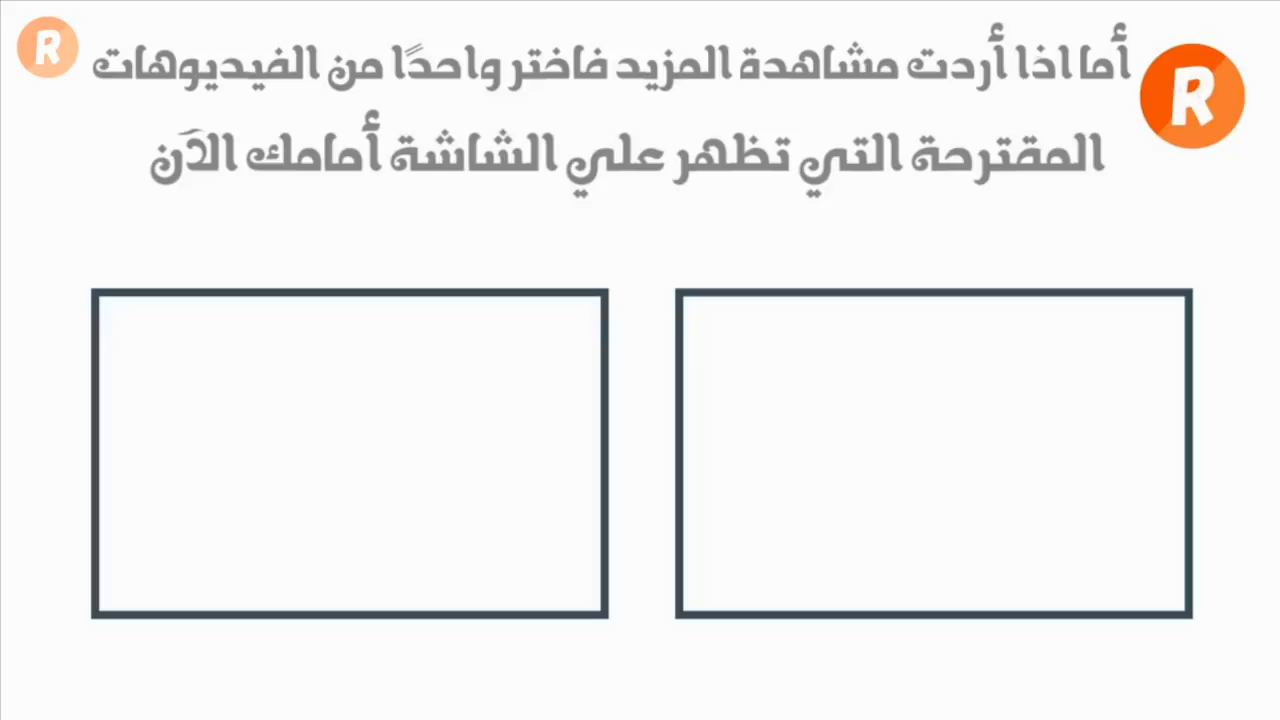 R
أما اذا أردت مشاهدة المزيد فاختر واحدًا من الفيديوهات
R
المقترحة التي تظهر علي الشاشة أمامك الآن